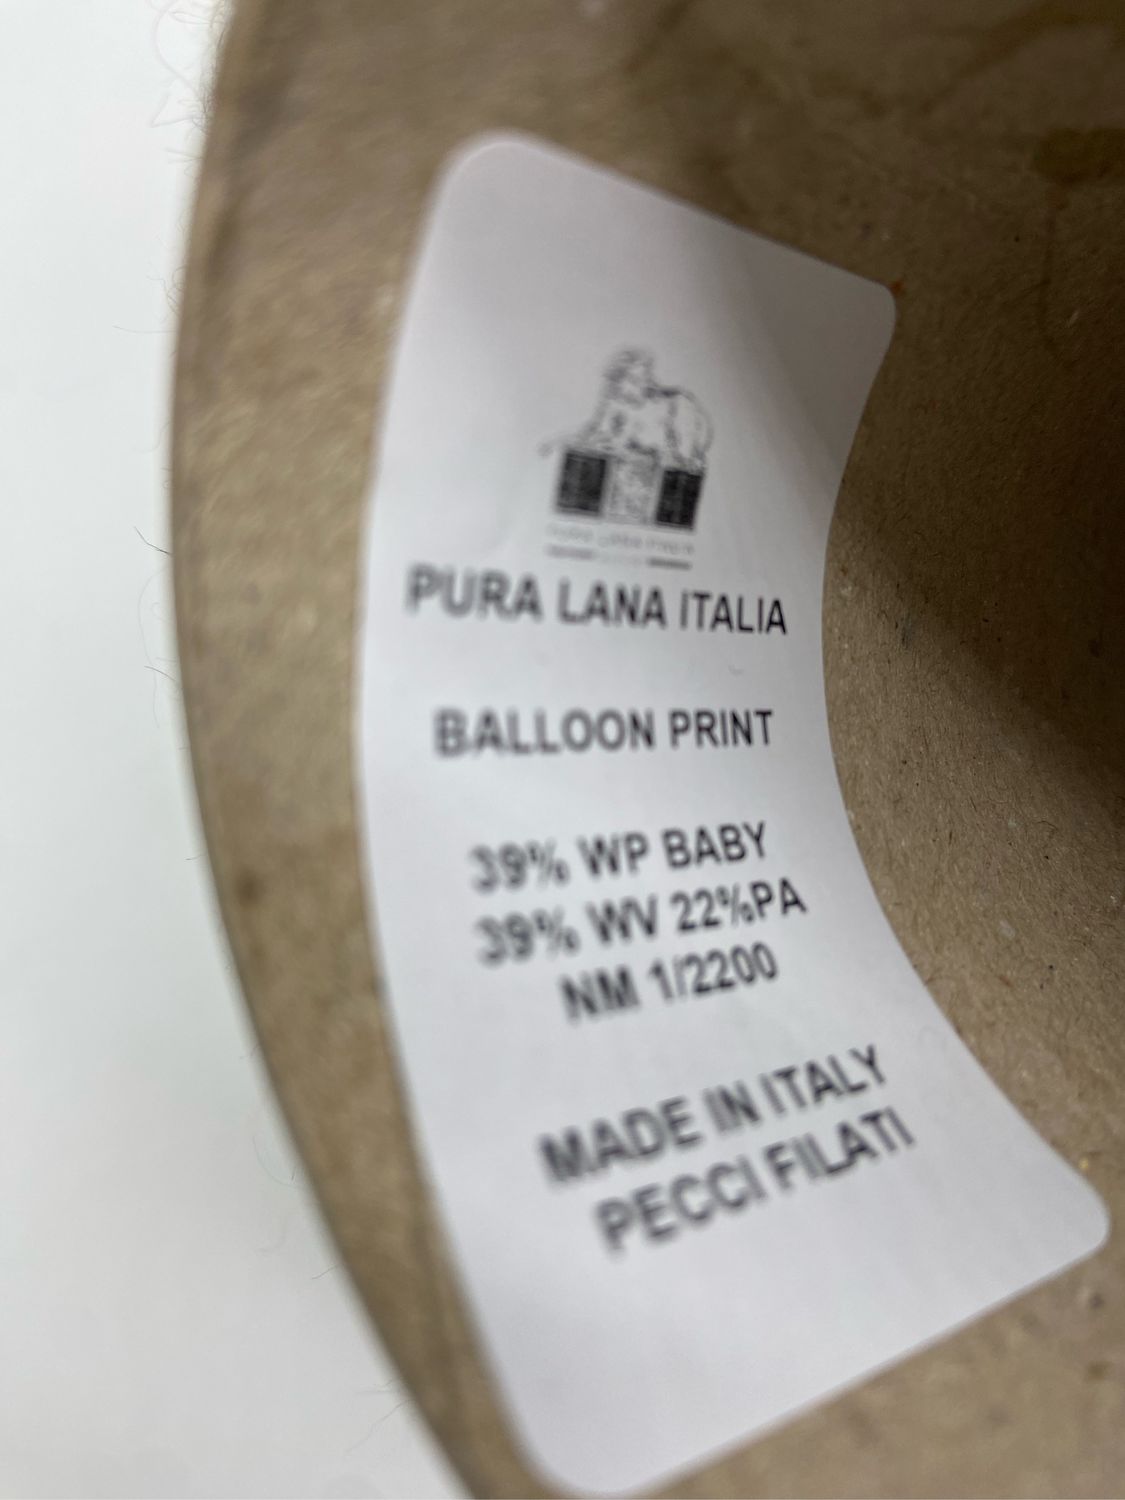 PURA LANA ITALIA
BALLOON PRINT
39% WP BABY
39% WV 22%PA
NM 1/2200
MADE IN ITALY
PECCI FILATI